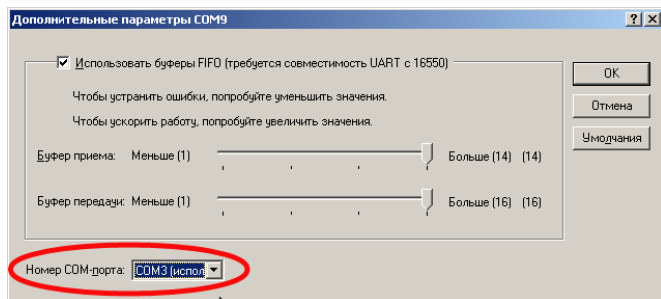 Дополнительные параметры COM9
Использовать буферы FIFO (требуется совместимость UART с 16550)
OK
Чтобы устранить ошибки, попробуйте уменьшить значения.
Отмена
Чтобы ускорить работу, попробуйте увеличить значения.
Умолчания
Буфер приема: Меньше (1) Больше (14) (14)
Буфер передачи: Меньше (1) Больше (16) (16)
Номер COM-порта: COM3 (испол